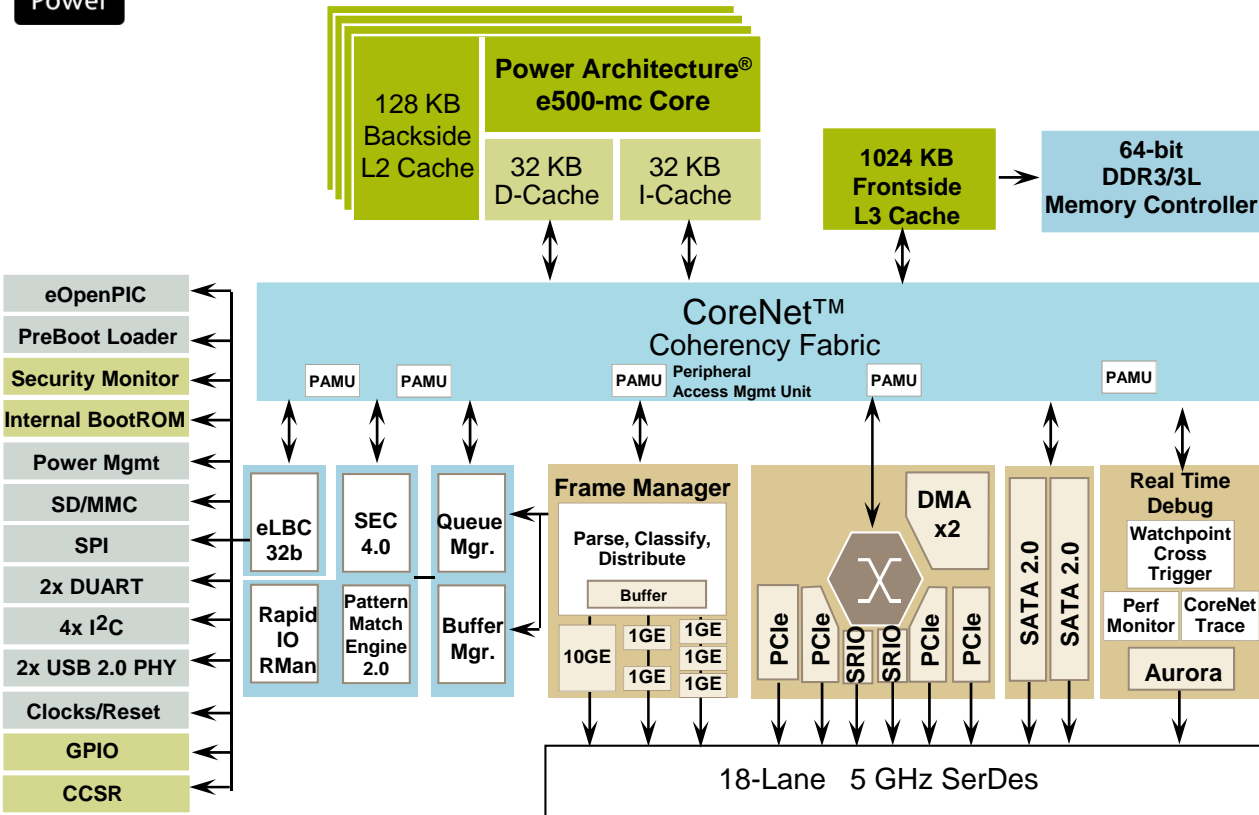 Power
Power Architecture®
e500-mc Core
128 KB
Backside
L2 Cache
32 KB
D-Cache
32 KB
I-Cache
1024 KB
Frontside
L3 Cache
64-bit
DDR3/3L
Memory Controller
eOpenPIC
PreBoot Loader
Security Monitor
Internal BootROM
Power Mgmt
SD/MMC
SPI
2x DUART
4x I²C
2x USB 2.0 PHY
Clocks/Reset
GPIO
CCSR
CoreNet™
Coherency Fabric
PAMU
PAMU
PAMU
Peripheral
Access Mgmt Unit
PAMU
PAMU
eLBC
32b
SEC
4.0
Queue
Mgr.
Rapid
IO
RMan
Pattern
Match
Engine
2.0
Buffer
Mgr.
Frame Manager
Parse, Classify,
Distribute
Buffer
10GE
1GE
1GE
1GE
1GE
1GE
DMA
x2
PCIe
PCIe
SRIO
SRIO
PCIe
PCIe
SATA 2.0
SATA 2.0
Real Time
Debug
Watchpoint
Cross
Trigger
Perf
Monitor
CoreNet
Trace
Aurora
18-Lane 5 GHz SerDes